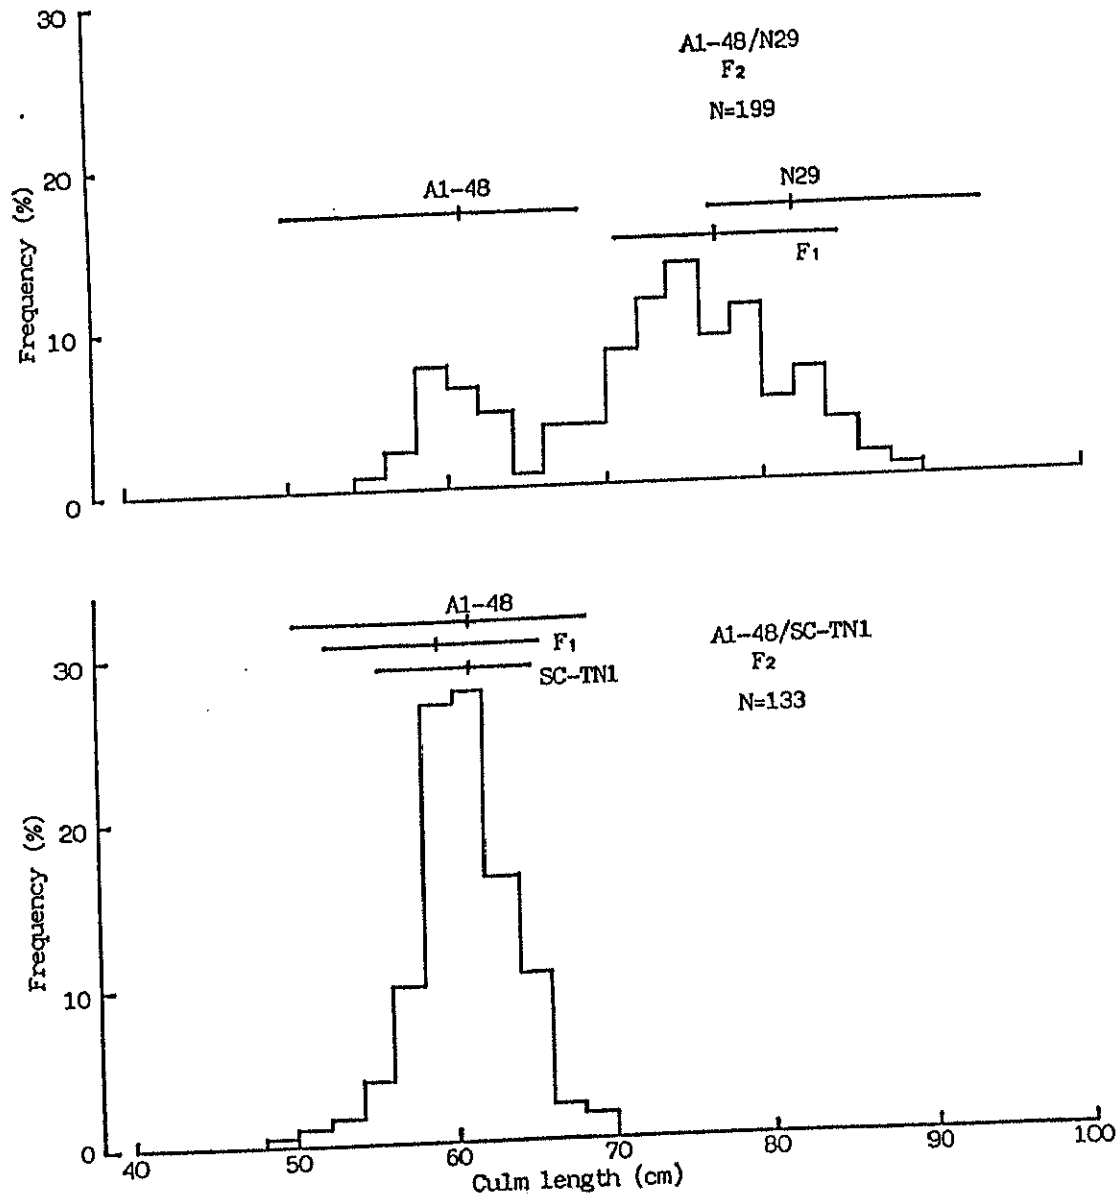 30
A1-48/N29
F2
N=199
20
A1-48
N29
F1
Frequency (%)
10
0
A1-48
F1
SC-TN1
A1-48/SC-TN1
F2
N=133
30
20
Frequency (%)
10
0
40
50
60
70
80
90
100
Culm length (cm)